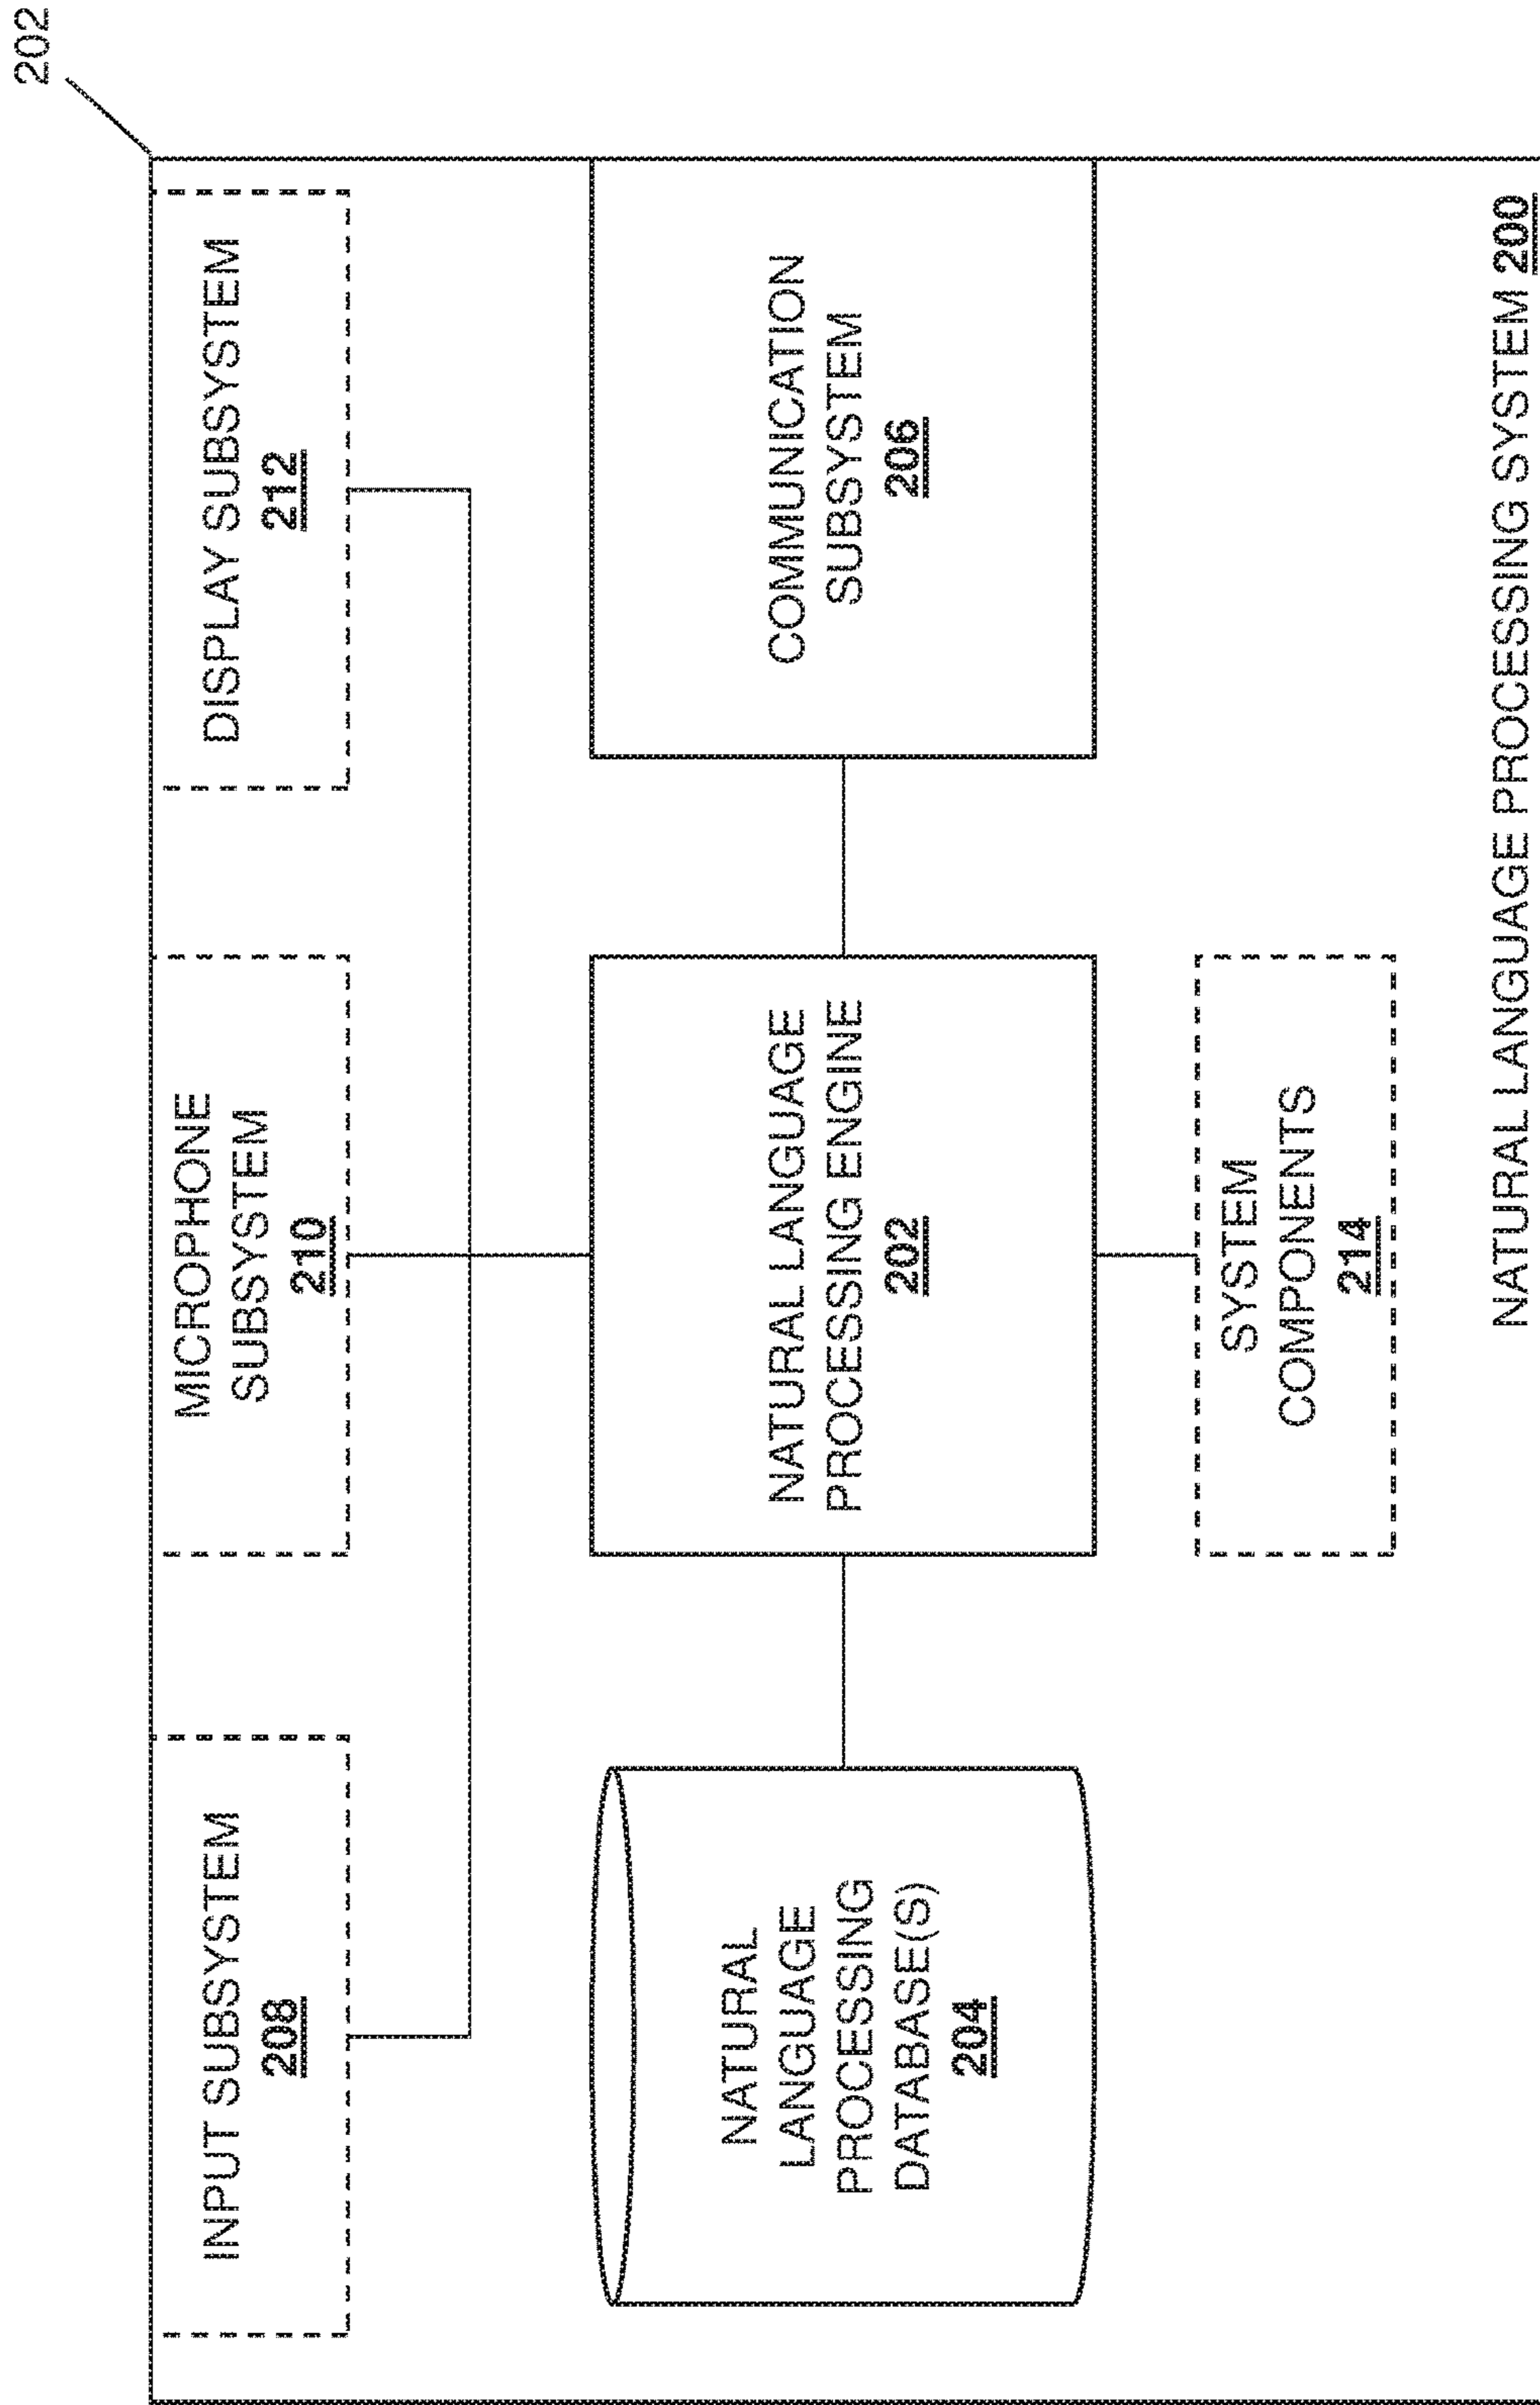 202
INPUT SUBSYSTEM
208
MICROPHONE
SUBSYSTEM
210
DISPLAY SUBSYSTEM
212
NATURAL
LANGUAGE
PROCESSING
DATABASE(S)
204
NATURAL LANGUAGE
PROCESSING ENGINE
202
COMMUNICATION
SUBSYSTEM
206
SYSTEM
COMPONENTS
214
NATURAL LANGUAGE PROCESSING SYSTEM 200